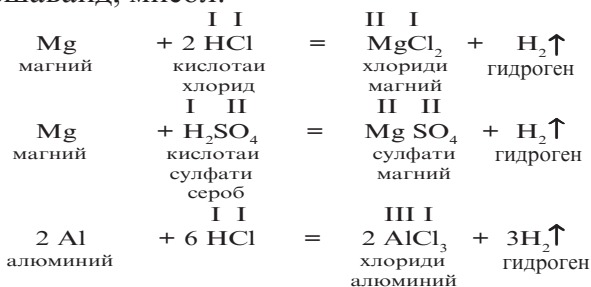 I I II I
Mg + 2 HCl = MgCl₂ + H₂↑
магний кислотаи хлориди гидроген
хлорид магний
I II II II
Mg + H₂SO₄ = Mg SO₄ + H₂↑
магний кислотаи сулфати гидроген
сулфати магний
сероб
I I III I
2 Al + 6 HCl = 2 AlCl₃ + 3H₂↑
алюминий хлориди гидроген
алюминий